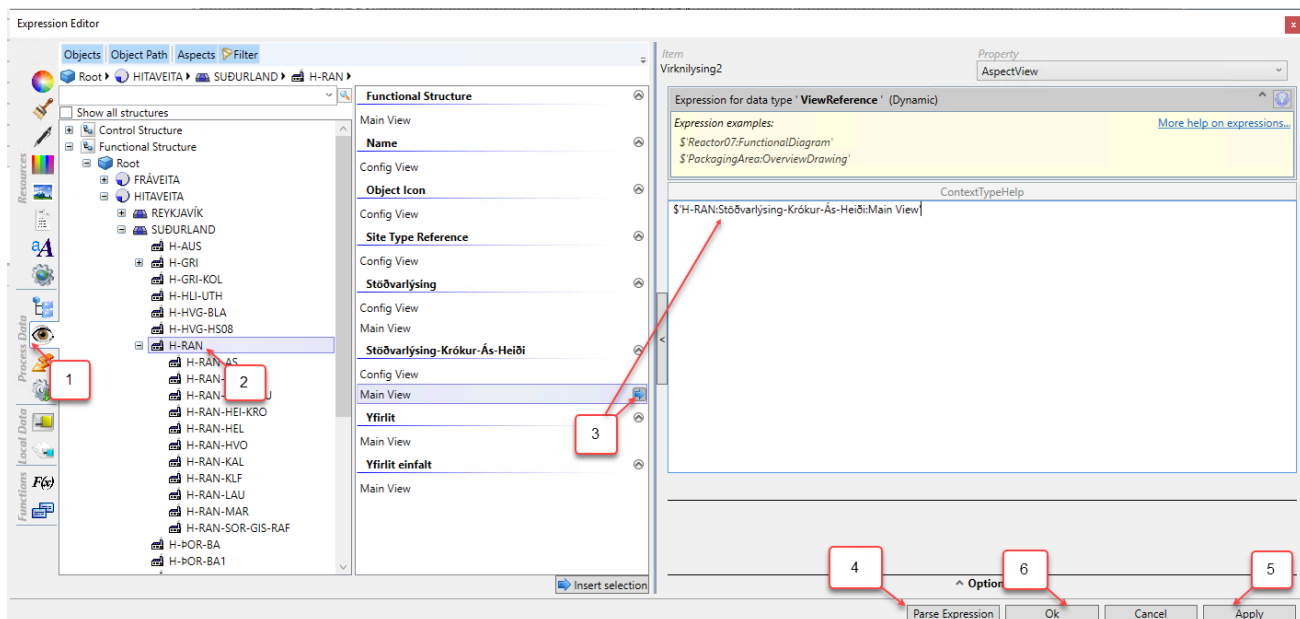 Expression Editor
x
Objects Object Path Aspects Filter
Root HITAVEITA SUÐURLAND H-RAN
Show all structures
Control Structure
Functional Structure
Root
FRÁVEITA
HITAVEITA
REYKJAVÍK
SUÐURLAND
H-AUS
H-GRI
H-GRI-KOL
H-HLI-UTH
H-HVG-BLA
H-HVG-HS08
H-RAN
H-RAN-AS
H-RAN-
H-RAN-
H-RAN-HEI-KRO
H-RAN-HEL
H-RAN-HVO
H-RAN-KAL
H-RAN-KLF
H-RAN-LAU
H-RAN-MAR
H-RAN-SOR-GIS-RAF
H-ÞOR-BA
H-ÞOR-BA1
Resources
Process Data
Local Data
Functions
aA
F(x)
1
2
Functional Structure
Main View
Name
Config View
Object Icon
Config View
Site Type Reference
Config View
Stöðvarlýsing
Config View
Main View
Stöðvarlýsing-Krókur-Ás-Heiði
Config View
Main View
Yfirlit
Main View
Yfirlit einfalt
Main View
3
Insert selection
<
Item
Virknilysing2
Property
AspectView
Expression for data type ' ViewReference ' (Dynamic)
Expression examples:
More help on expressions...
$'Reactor07:FunctionalDiagram'
$'PackagingArea:OverviewDrawing'
ContextTypeHelp
$'H-RAN:Stöðvarlýsing-Krókur-Ás-Heiði:Main View'
4
6
5
^ Option
Parse Expression
Ok
Cancel
Apply